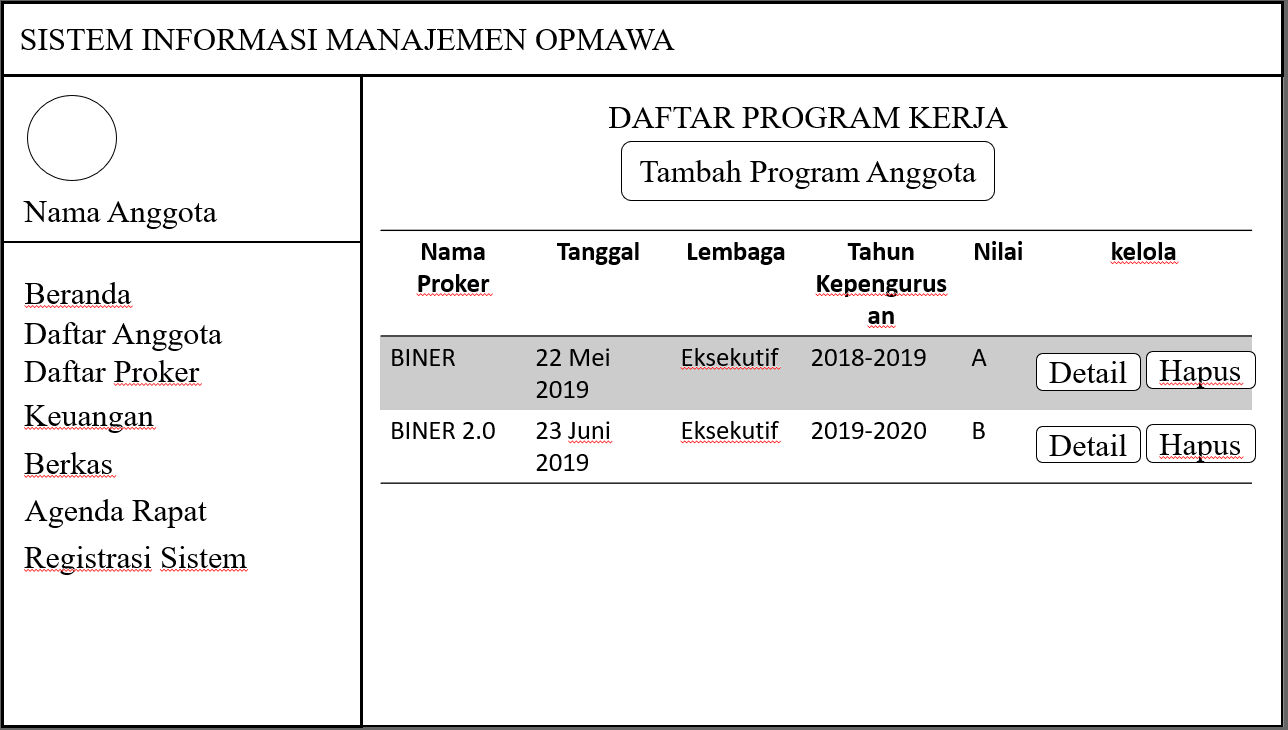 SISTEM INFORMASI MANAJEMEN OPMAWA
Nama Anggota
Beranda
Daftar Anggota
Daftar Proker
Keuangan
Berkas
Agenda Rapat
Registrasi Sistem
DAFTAR PROGRAM KERJA
Tambah Program Anggota
Nama Tanggal Lembaga Tahun Nilai kelola
Proker Kepengurus
an
BINER 22 Mei Eksekutif 2018-2019 A Detail Hapus
2019
BINER 2.0 23 Juni Eksekutif 2019-2020 B Detail Hapus
2019